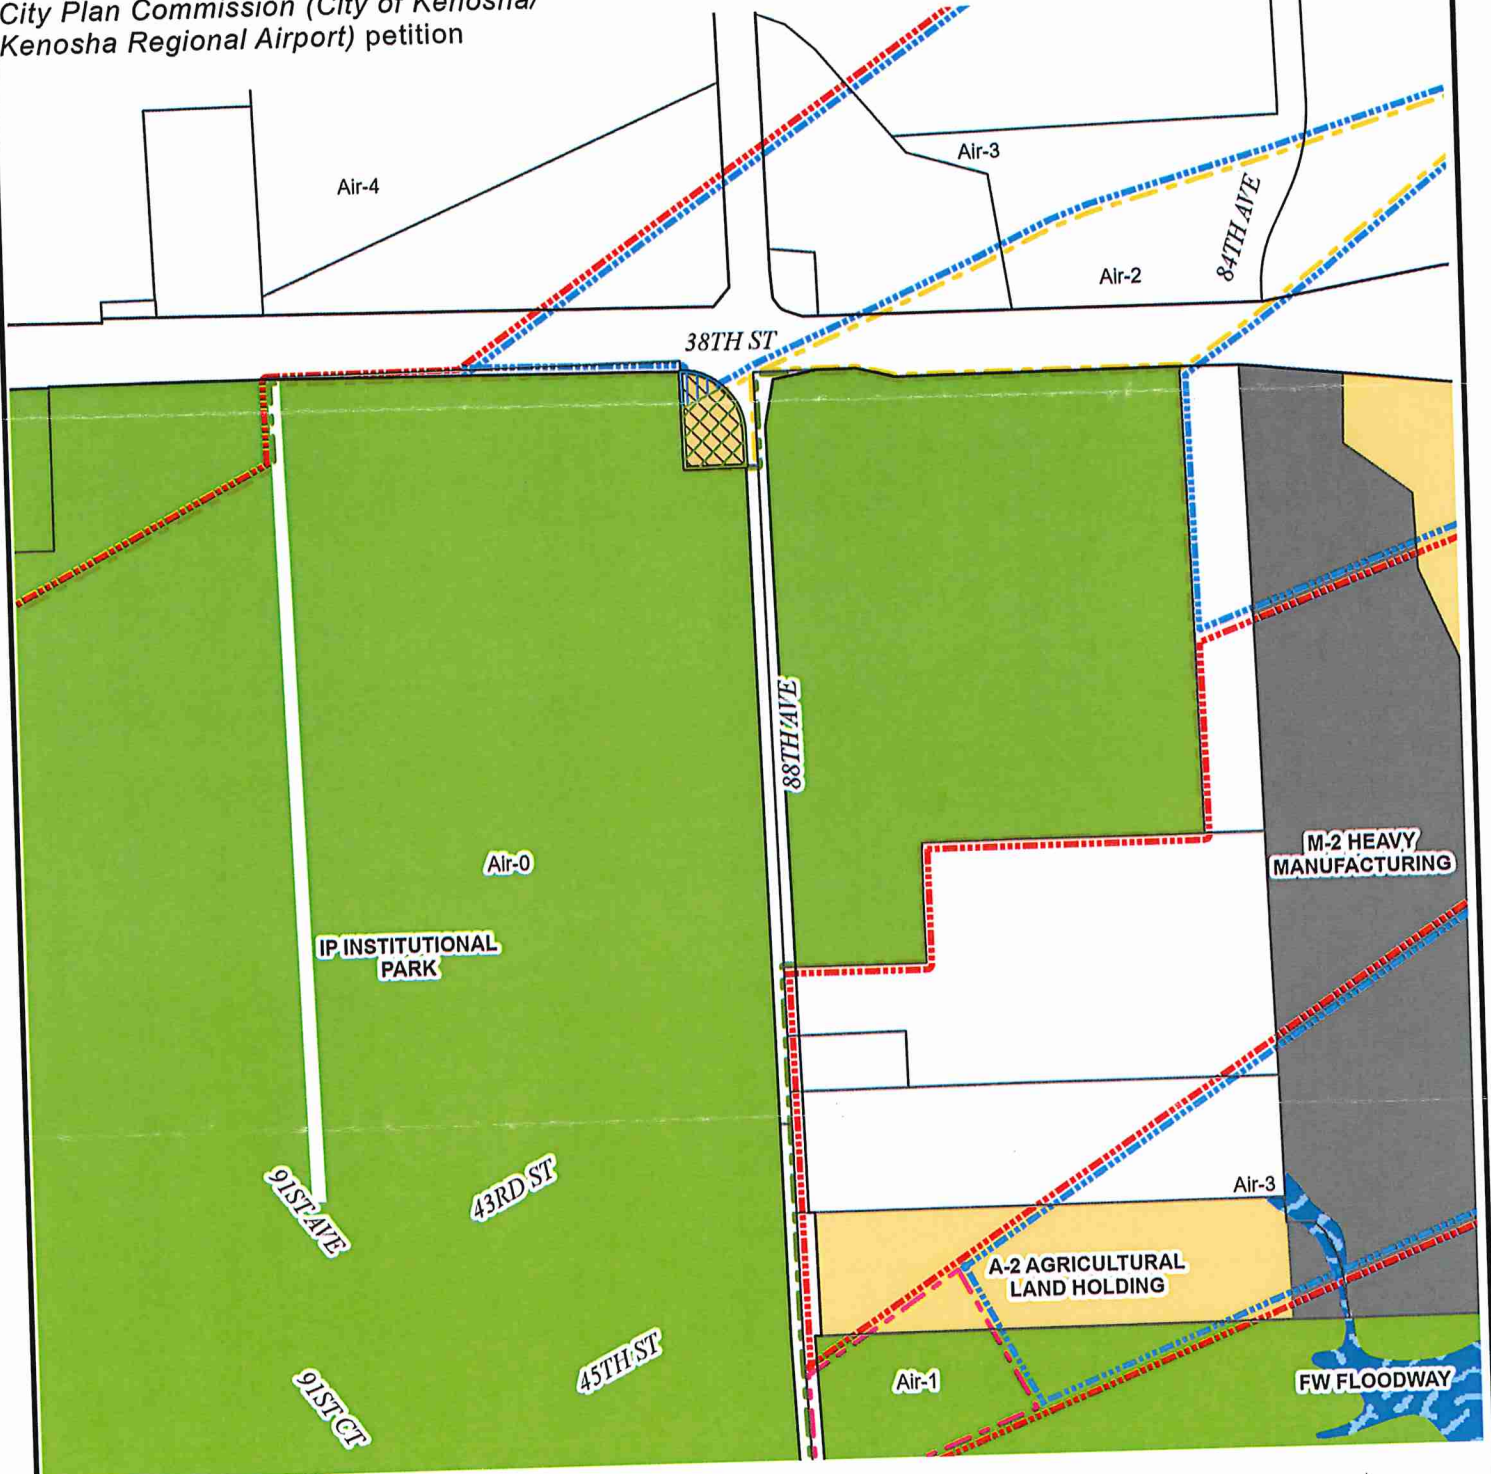 City Plan Commission (City of Kenosha/
Kenosha Regional Airport) petition
Air-4
Air-3
84TH AVE
Air-2
38TH ST
88TH AVE
Air-0
M-2 HEAVY
MANUFACTURING
IP INSTITUTIONAL
PARK
91ST AVE
43RD ST
Air-3
A-2 AGRICULTURAL
LAND HOLDING
45TH ST
91ST CT
Air-1
FW FLOODWAY